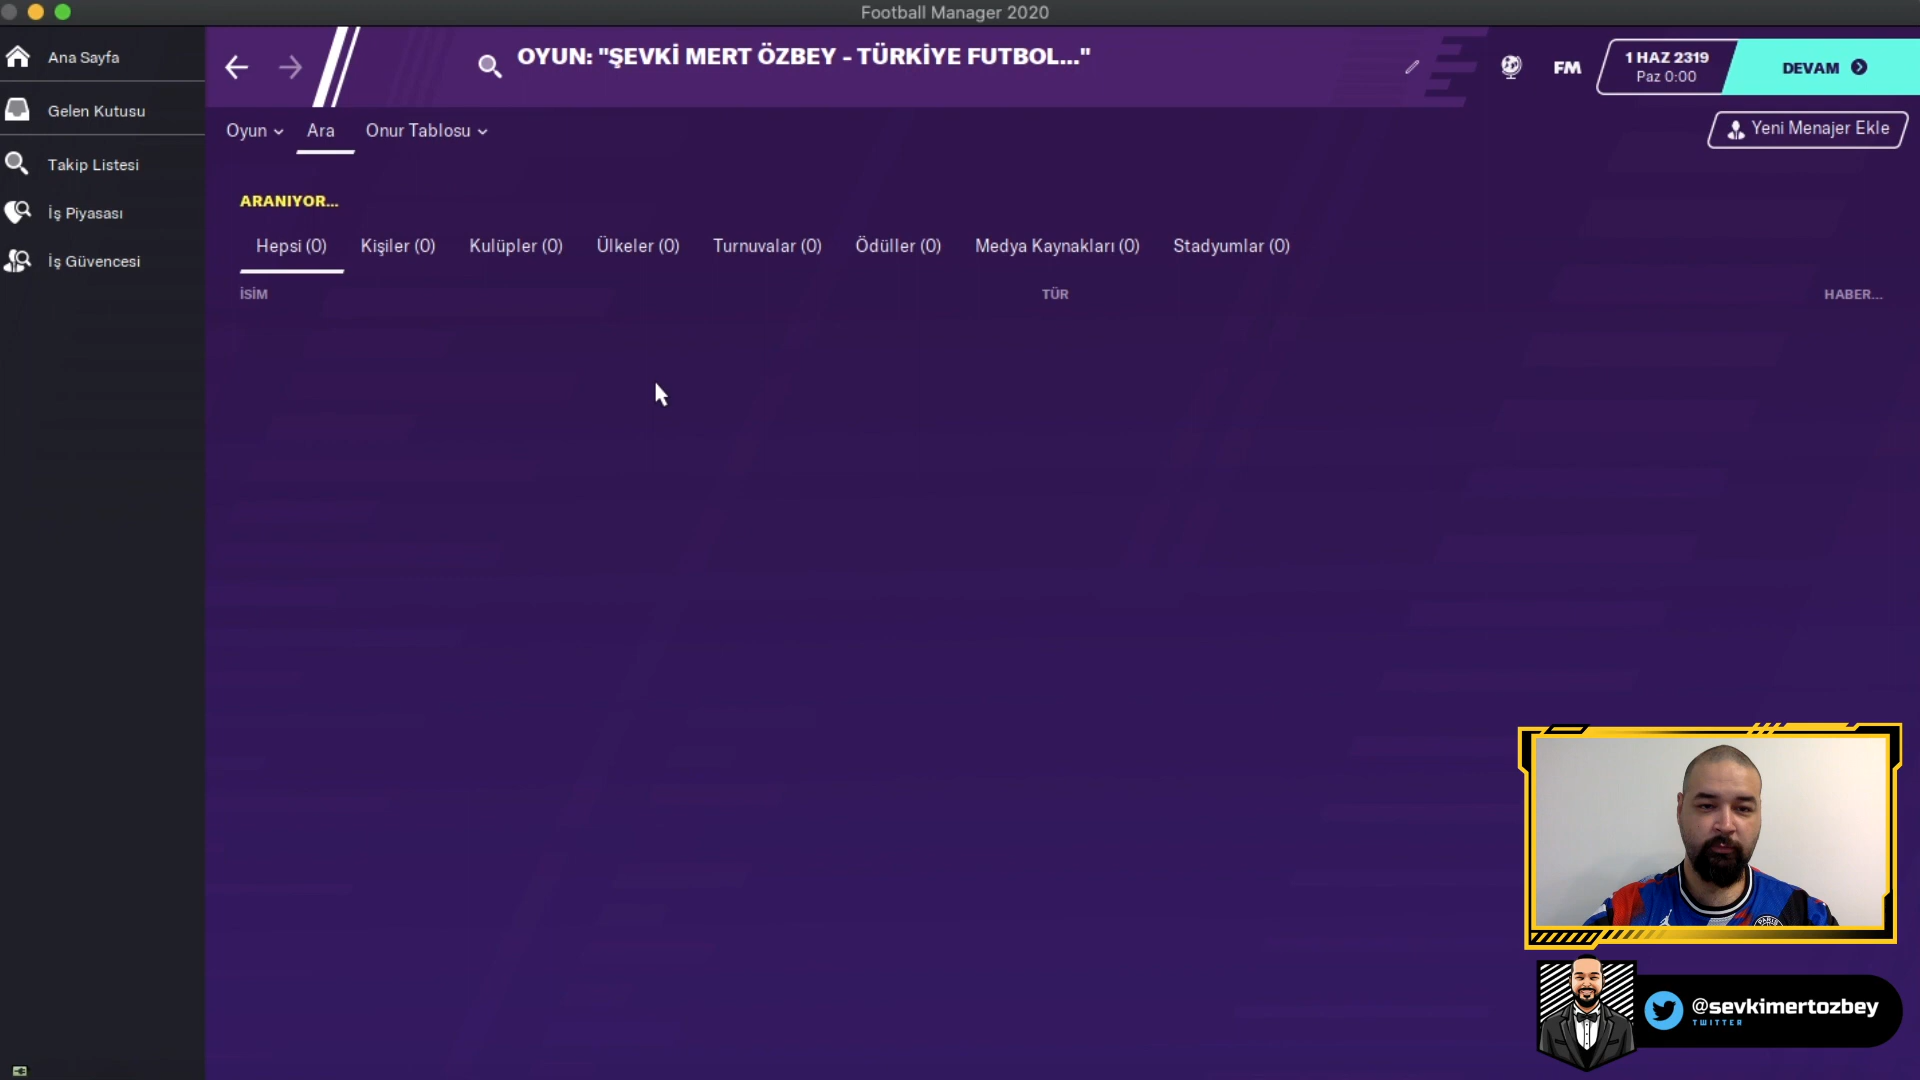 Football Manager 2020
Ana Sayfa
Gelen Kutusu
Takip Listesi
İş Piyasası
İş Güvencesi
OYUN: "ŞEVKİ MERT ÖZBEY - TÜRKİYE FUTBOL..."
FM
1 HAZ 2319
Paz 0:00
DEVAM
Oyun
Ara
Onur Tablosu
Yeni Menajer Ekle
ARANIYOR...
Hepsi (0)
Kişiler (0)
Kulüpler (0)
Ülkeler (0)
Turnuvalar (0)
Ödüller (0)
Medya Kaynakları (0)
Stadyumlar (0)
İSİM
TÜR
HABER...
PARIS
@sevkimertozbey
TWITTER